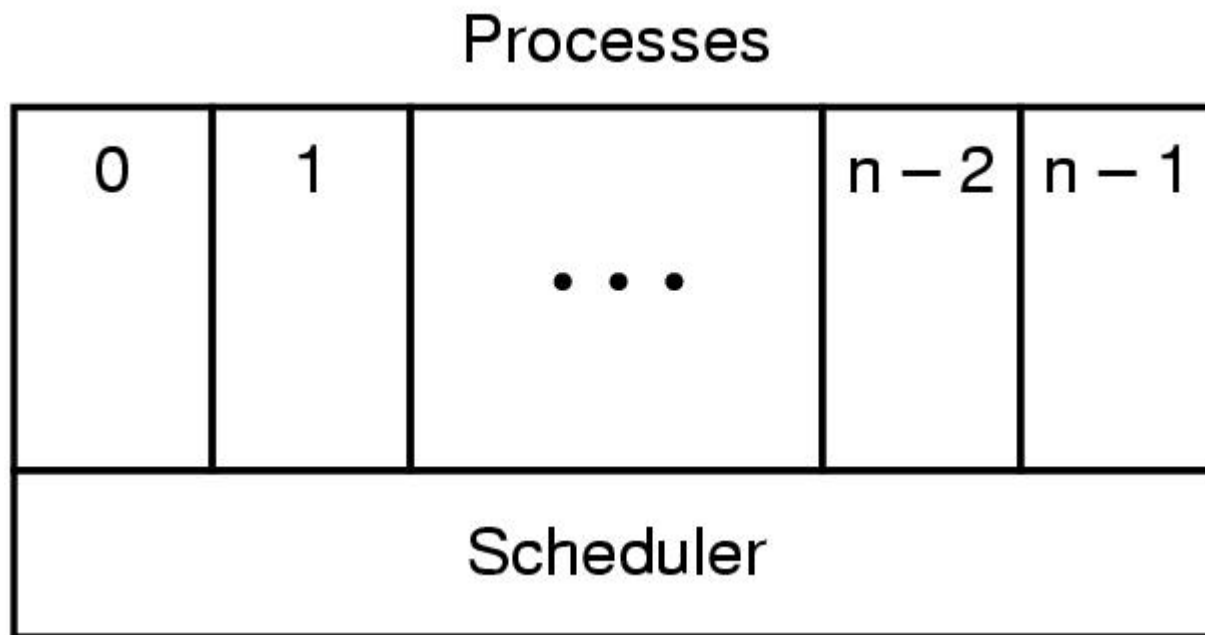 Processes
0 1 • • • n – 2 n – 1
Scheduler